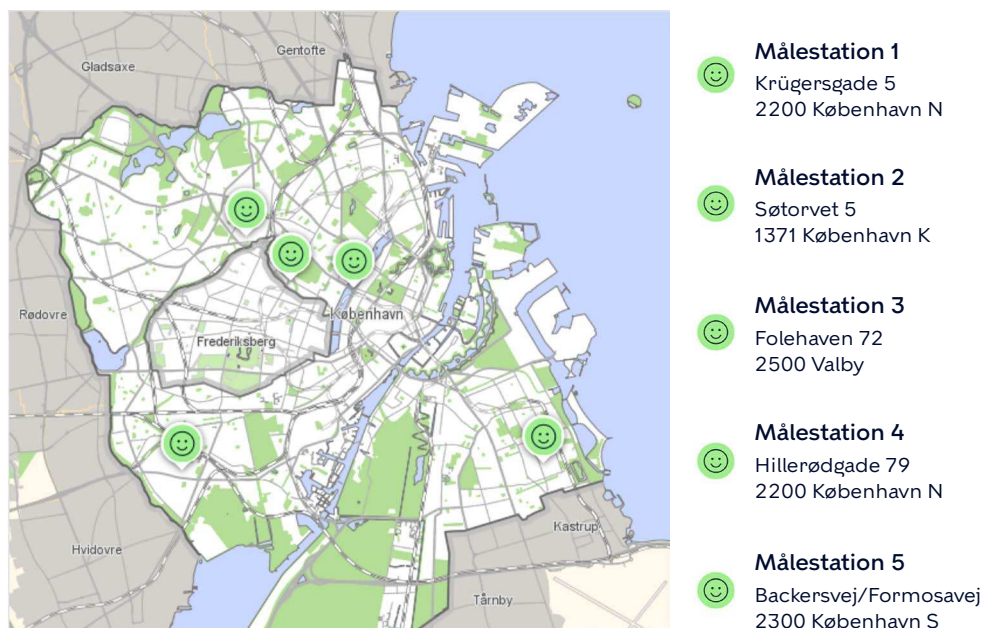 Gentofte
Gladsaxe
Rødovre
København
Frederiksberg
Hvidovre
Kastrup
Tårnby
Målestation 1
Krügersgade 5
2200 København N
Målestation 2
Søtorvet 5
1371 København K
Målestation 3
Folehaven 72
2500 Valby
Målestation 4
Hillerødgade 79
2200 København N
Målestation 5
Backersvej/Formosavej
2300 København S